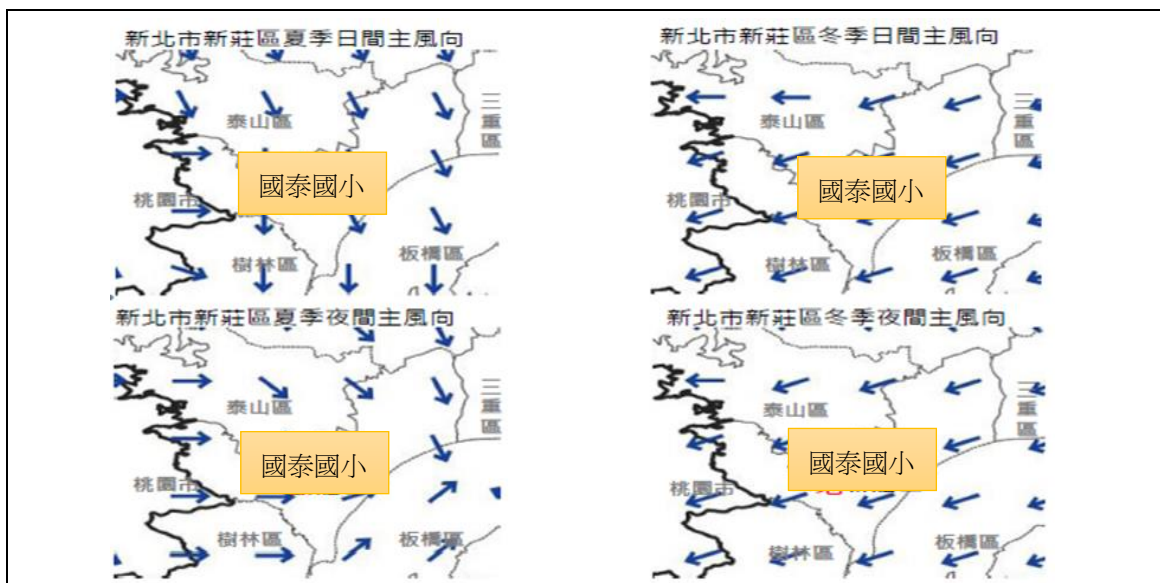 新北市新莊區夏季日間主風向
泰山區
三重區
國泰國小
桃園市
樹林區
板橋區
新北市新莊區冬季日間主風向
泰山區
三重區
國泰國小
桃園市
樹林區
板橋區
新北市新莊區夏季夜間主風向
泰山區
三重區
國泰國小
桃園市
樹林區
板橋區
新北市新莊區冬季夜間主風向
泰山區
三重區
國泰國小
桃園市
樹林區
板橋區